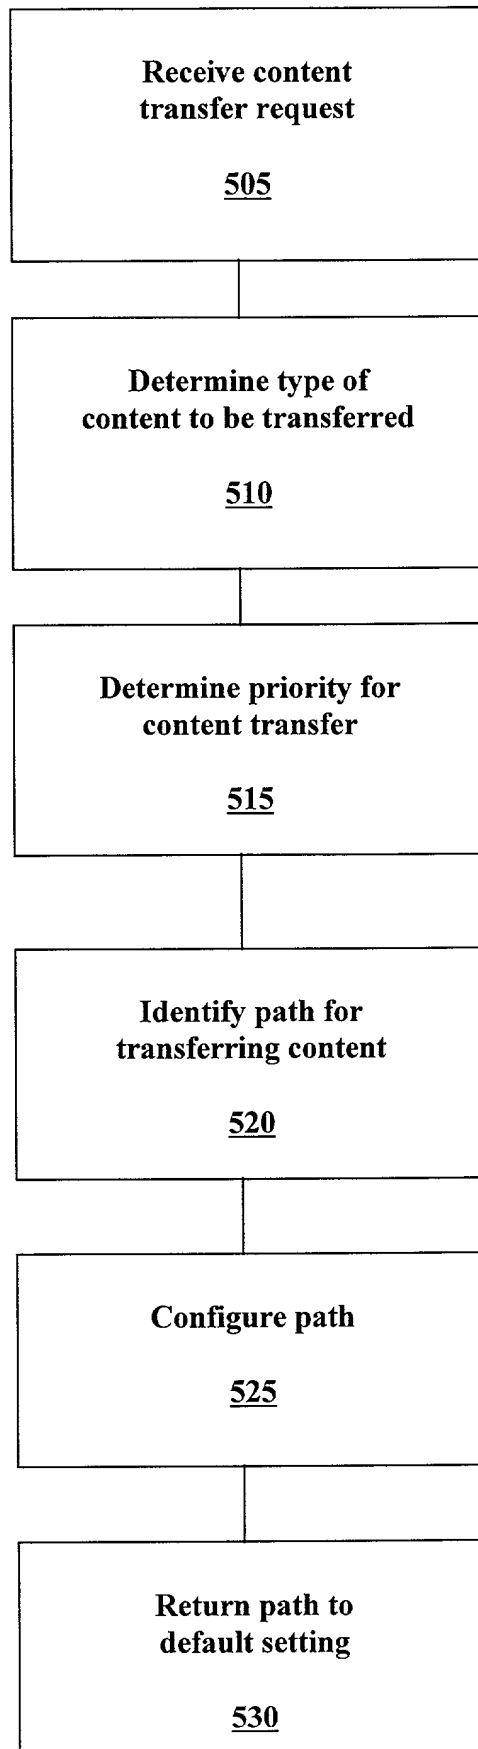 Receive content
transfer request
505
Determine type of
content to be transferred
510
Determine priority for
content transfer
515
Identify path for
transferring content
520
Configure path
525
Return path to
default setting
530